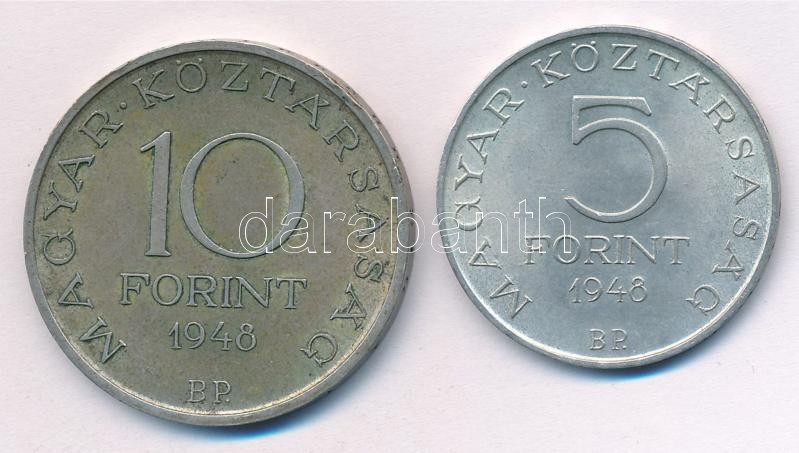 MAGYAR · KÖZTÁRSASÁG
10
FORINT
1948
BP.
MAGYAR · KÖZTÁRSASÁG
5
FORINT
1948
BP.
darabanth